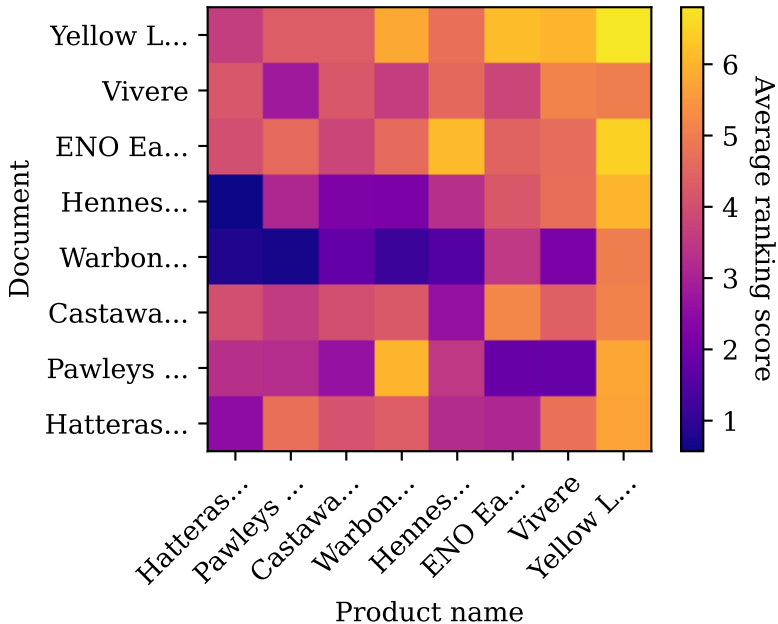 Yellow L...
Vivere
ENO Ea...
Hennes...
Warbon...
Castawa...
Pawleys ...
Hatteras...
Document
Hatteras...
Pawleys ...
Castawa...
Warbon...
Hennes...
ENO Ea...
Vivere
Yellow L...
Product name
6
5
4
3
2
1
Average ranking score